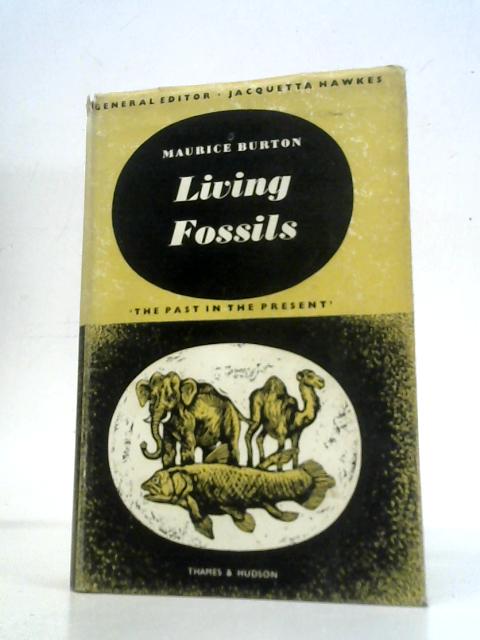 GENERAL EDITOR · JACQUETTA HAWKES
MAURICE BURTON
Living
Fossils
'THE PAST IN THE PRESENT'
THAMES & HUDSON